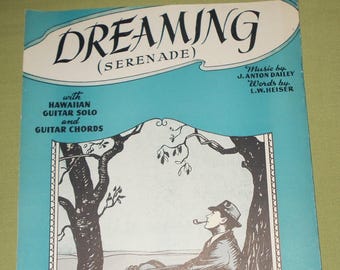 DREAMING
(SERENADE)
Music by
J. ANTON DAILEY
Words by
L.W. HEISER
with
HAWAIIAN
GUITAR SOLO
and
GUITAR CHORDS